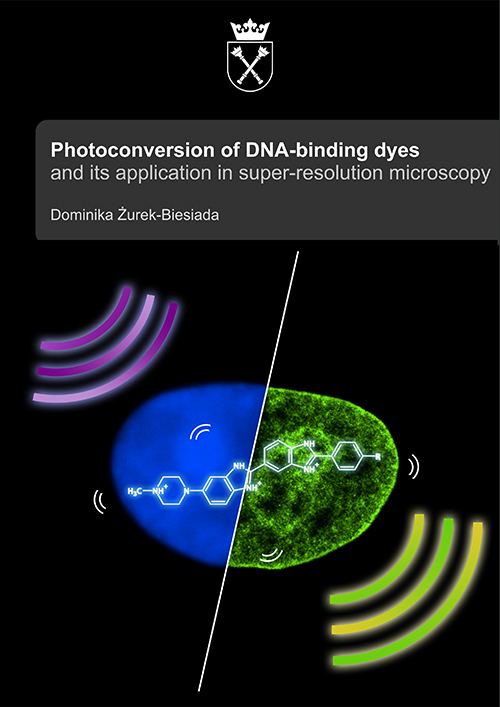 Photoconversion of DNA-binding dyes
and its application in super-resolution microscopy
Dominika Żurek-Biesiada
NH
R
NH⁺
NH
H₃C
NH⁺
N
NH⁺